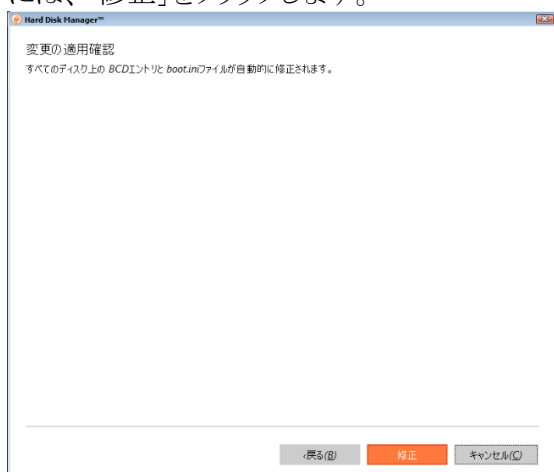 には、「修正」をクリックします。
Hard Disk Manager™
変更の適用確認
すべてのディスク上の BCDエントリと boot.iniファイルが自動的に修正されます。
‹戻る(B)
修正
キャンセル(C)